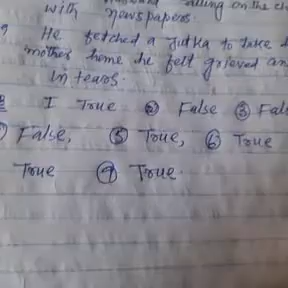 with newspapers.
He fetched a Jutka to take
mother home he felt grieved an
in tears.
I True ② False ③ Fals
False, ⑤ True, ⑥ True
True ⑨ True.